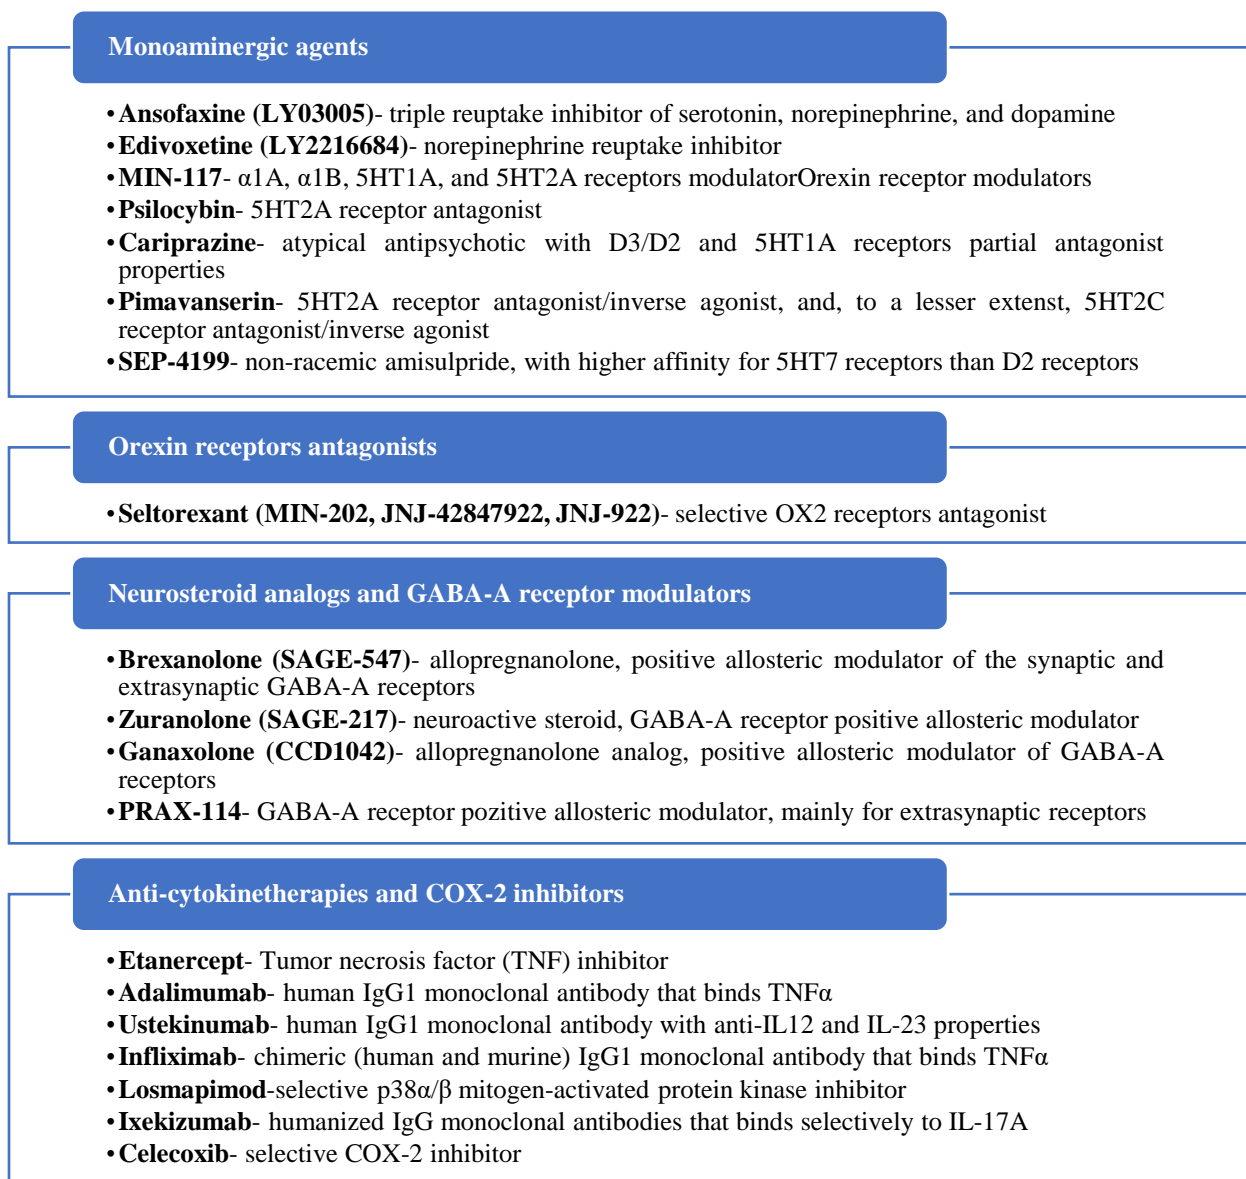 Monoaminergic agents
•Ansofaxine (LY03005)- triple reuptake inhibitor of serotonin, norepinephrine, and dopamine
•Edivoxetine (LY2216684)- norepinephrine reuptake inhibitor
•MIN-117- α1A, α1B, 5HT1A, and 5HT2A receptors modulatorOrexin receptor modulators
•Psilocybin- 5HT2A receptor antagonist
•Cariprazine- atypical antipsychotic with D3/D2 and 5HT1A receptors partial antagonist
properties
•Pimavanserin- 5HT2A receptor antagonist/inverse agonist, and, to a lesser extenst, 5HT2C
receptor antagonist/inverse agonist
•SEP-4199- non-racemic amisulpride, with higher affinity for 5HT7 receptors than D2 receptors
Orexin receptors antagonists
•Seltorexant (MIN-202, JNJ-42847922, JNJ-922)- selective OX2 receptors antagonist
Neurosteroid analogs and GABA-A receptor modulators
•Brexanolone (SAGE-547)- allopregnanolone, positive allosteric modulator of the synaptic and
extrasynaptic GABA-A receptors
•Zuranolone (SAGE-217)- neuroactive steroid, GABA-A receptor positive allosteric modulator
•Ganaxolone (CCD1042)- allopregnanolone analog, positive allosteric modulator of GABA-A
receptors
•PRAX-114- GABA-A receptor pozitive allosteric modulator, mainly for extrasynaptic receptors
Anti-cytokinetherapies and COX-2 inhibitors
•Etanercept- Tumor necrosis factor (TNF) inhibitor
•Adalimumab- human IgG1 monoclonal antibody that binds TNFα
•Ustekinumab- human IgG1 monoclonal antibody with anti-IL12 and IL-23 properties
•Infliximab- chimeric (human and murine) IgG1 monoclonal antibody that binds TNFα
•Losmapimod-selective p38α/β mitogen-activated protein kinase inhibitor
•Ixekizumab- humanized IgG monoclonal antibodies that binds selectively to IL-17A
•Celecoxib- selective COX-2 inhibitor